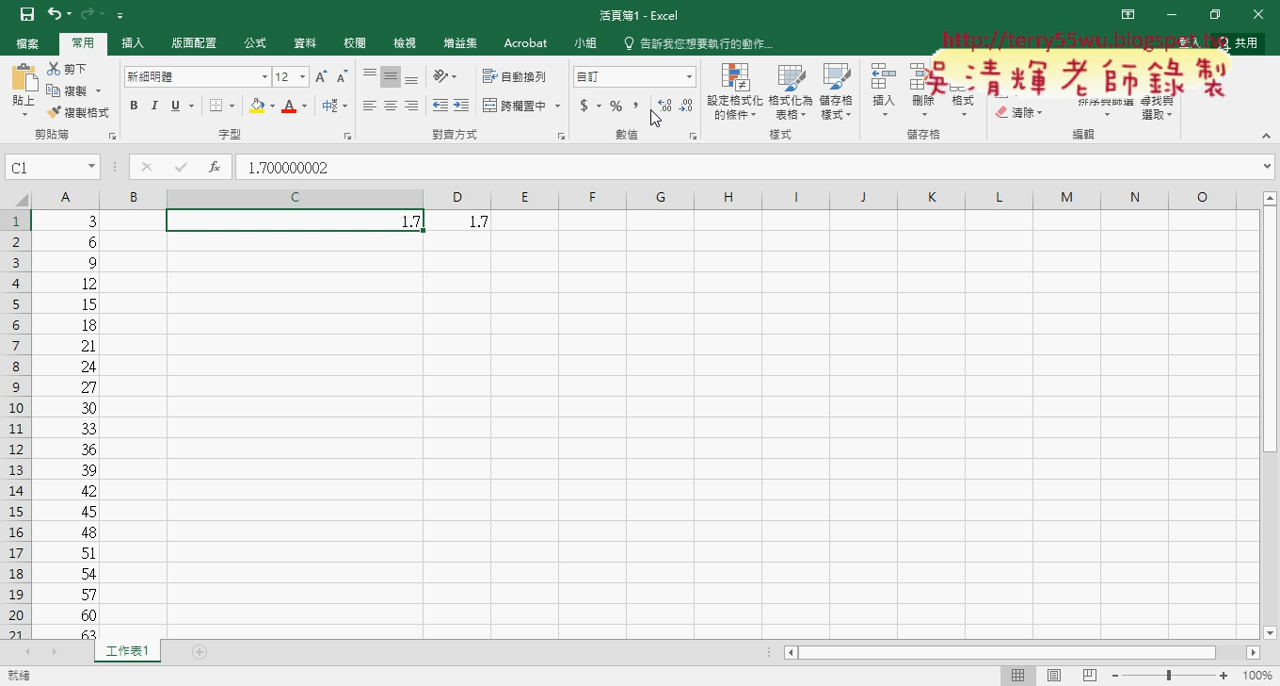 活頁簿1 - Excel
檔案 常用 插入 版面配置 公式 資料 校閱 檢視 增益集 Acrobat 小組 告訴我您想要執行的動作... 登入 共用
http://terry55wu.blogspot.tw
吳清輝老師錄製
貼上 剪下 複製 複製格式
新細明體 12
B I U
自動換列
跨欄置中
自訂
$ % ,
設定格式化的條件 格式化為表格 儲存格樣式
插入 刪除 格式
清除 排序與篩選 尋找與選取
剪貼簿 字型 對齊方式 數值 樣式 儲存格 編輯
C1 fx 1.700000002
A B C D E F G H I J K L M N O
1 3 1.7 1.7
2 6
3 9
4 12
5 15
6 18
7 21
8 24
9 27
10 30
11 33
12 36
13 39
14 42
15 45
16 48
17 51
18 54
19 57
20 60
21 63
工作表1
就緒 100%